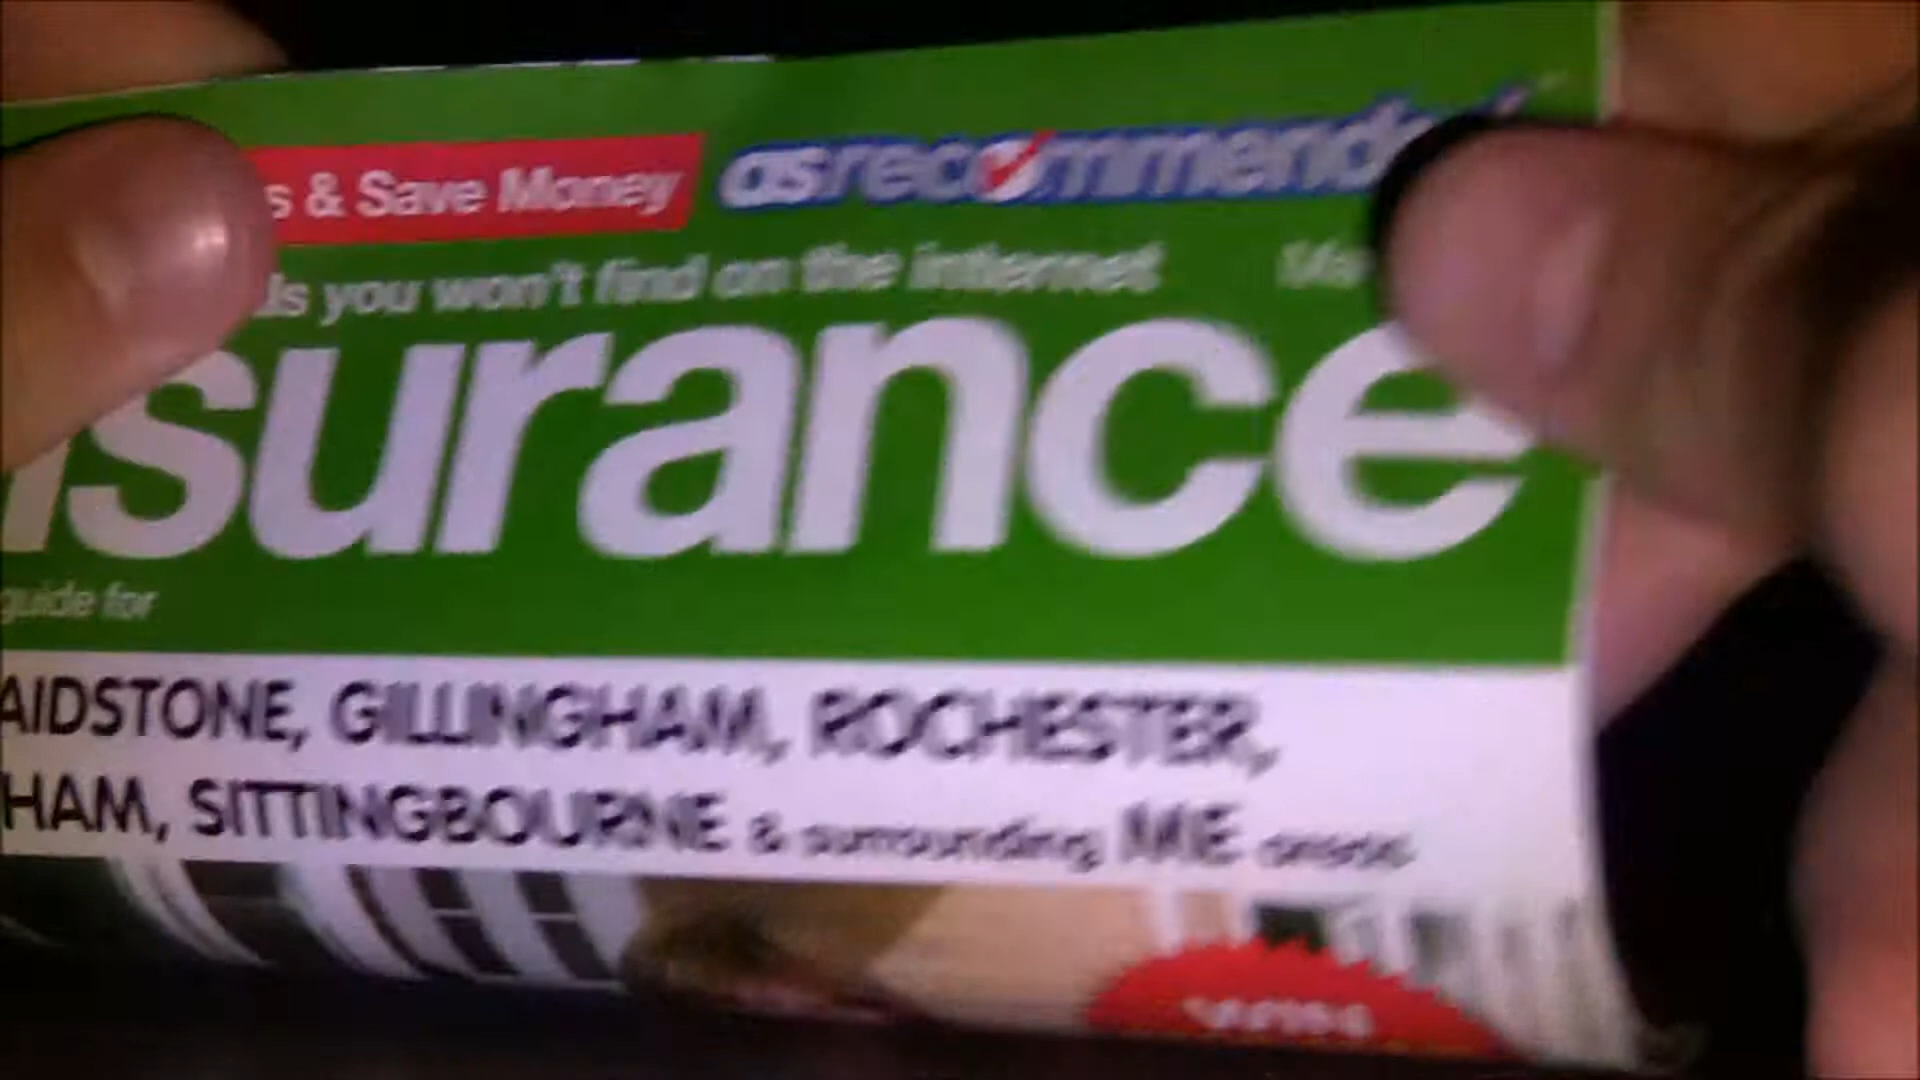 s & Save Money
asrecommend
ls you won't find on the internet
surance
guide for
AIDSTONE, GILLINGHAM, ROCHESTER,
HAM, SITTINGBOURNE & surrounding ME areas